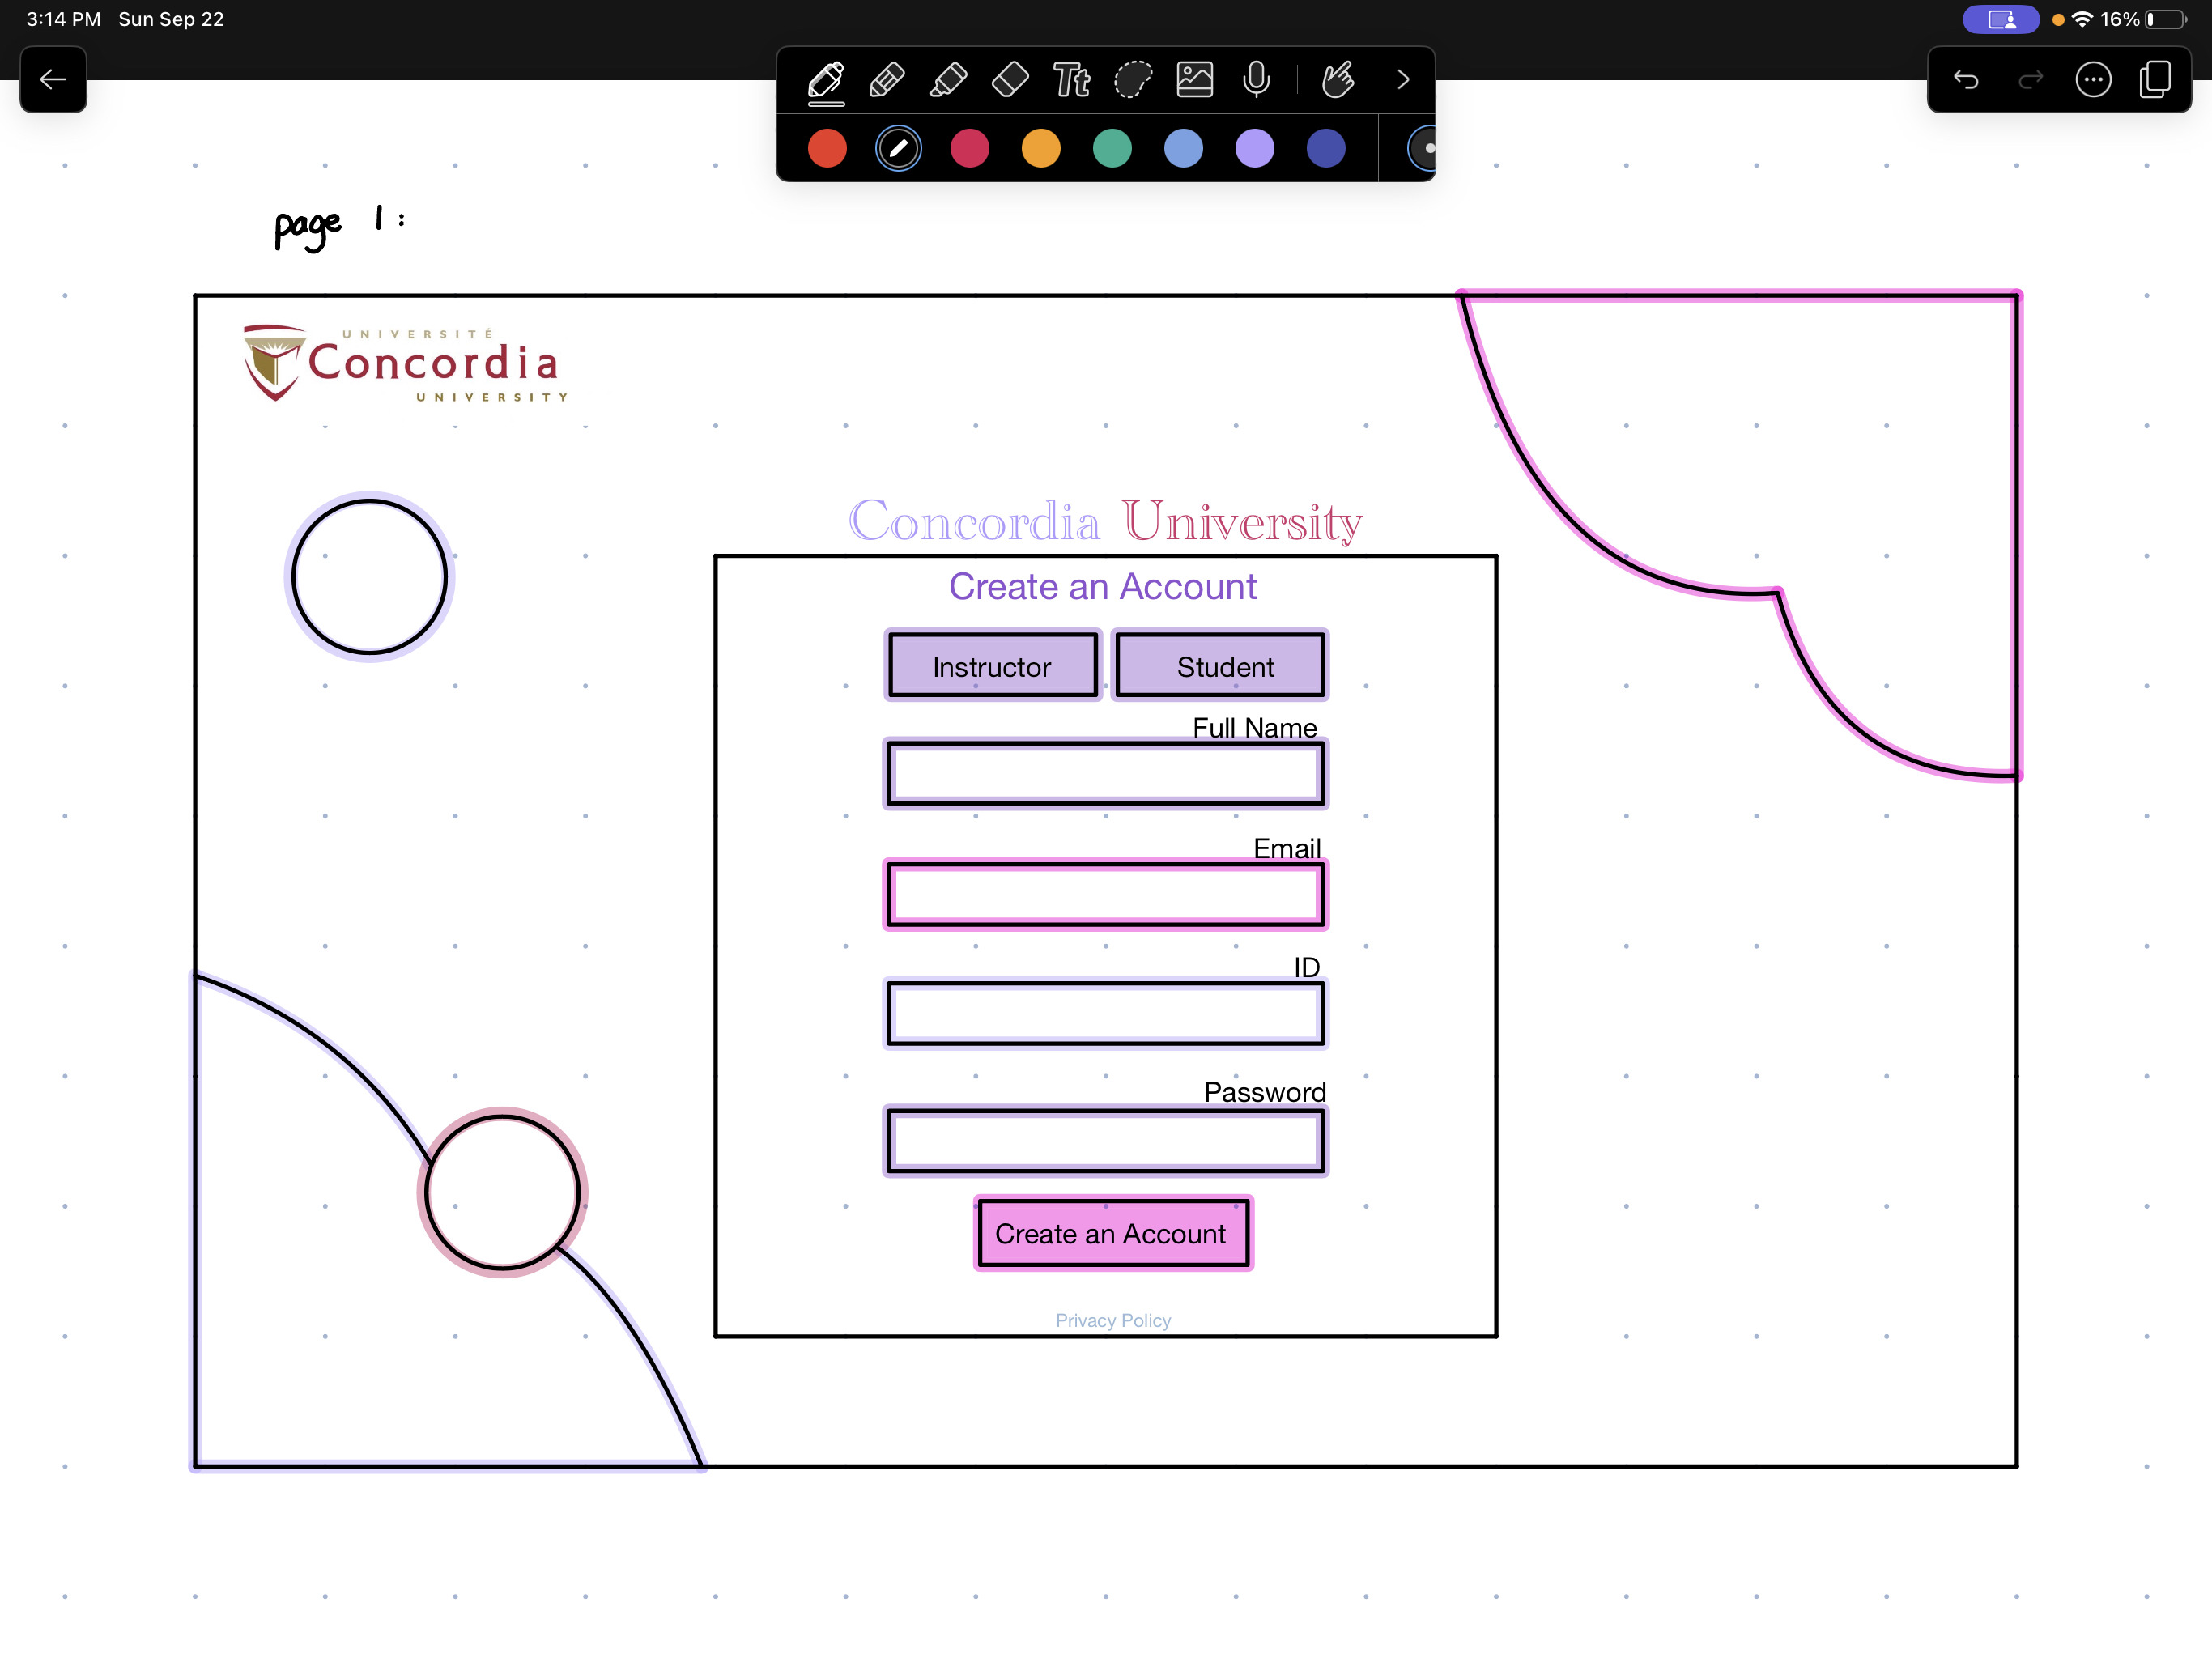 3:14 PM Sun Sep 22
16%
Tt
page 1:
UNIVERSITÉ
Concordia
UNIVERSITY
Concordia University
Create an Account
Instructor Student
Full Name
Email
ID
Password
Create an Account
Privacy Policy